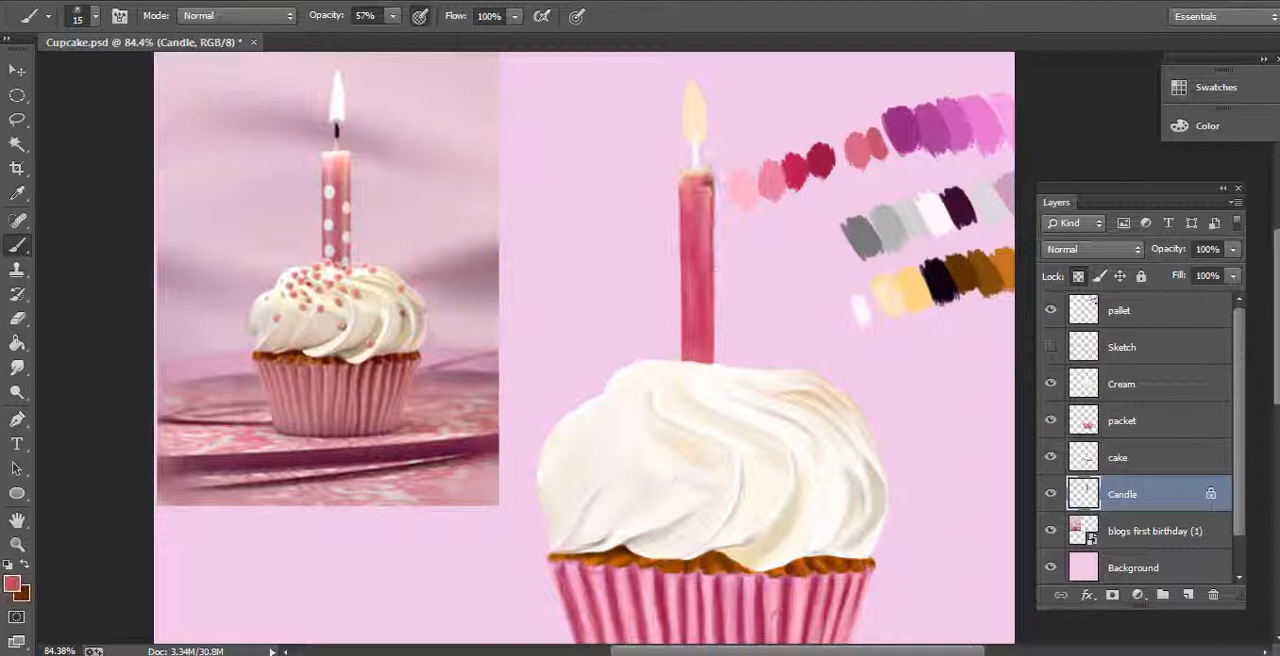 15 Mode: Normal Opacity: 57% Flow: 100% Essentials
Cupcake.psd @ 84.4% (Candle, RGB/8) * ×
Swatches
Color
Layers
Kind T
Normal Opacity: 100%
Lock: Fill: 100%
pallet
Sketch
Cream
packet
cake
Candle
blogs first birthday (1)
Background
fx
T
84.38% Doc: 3.34M/30.8M